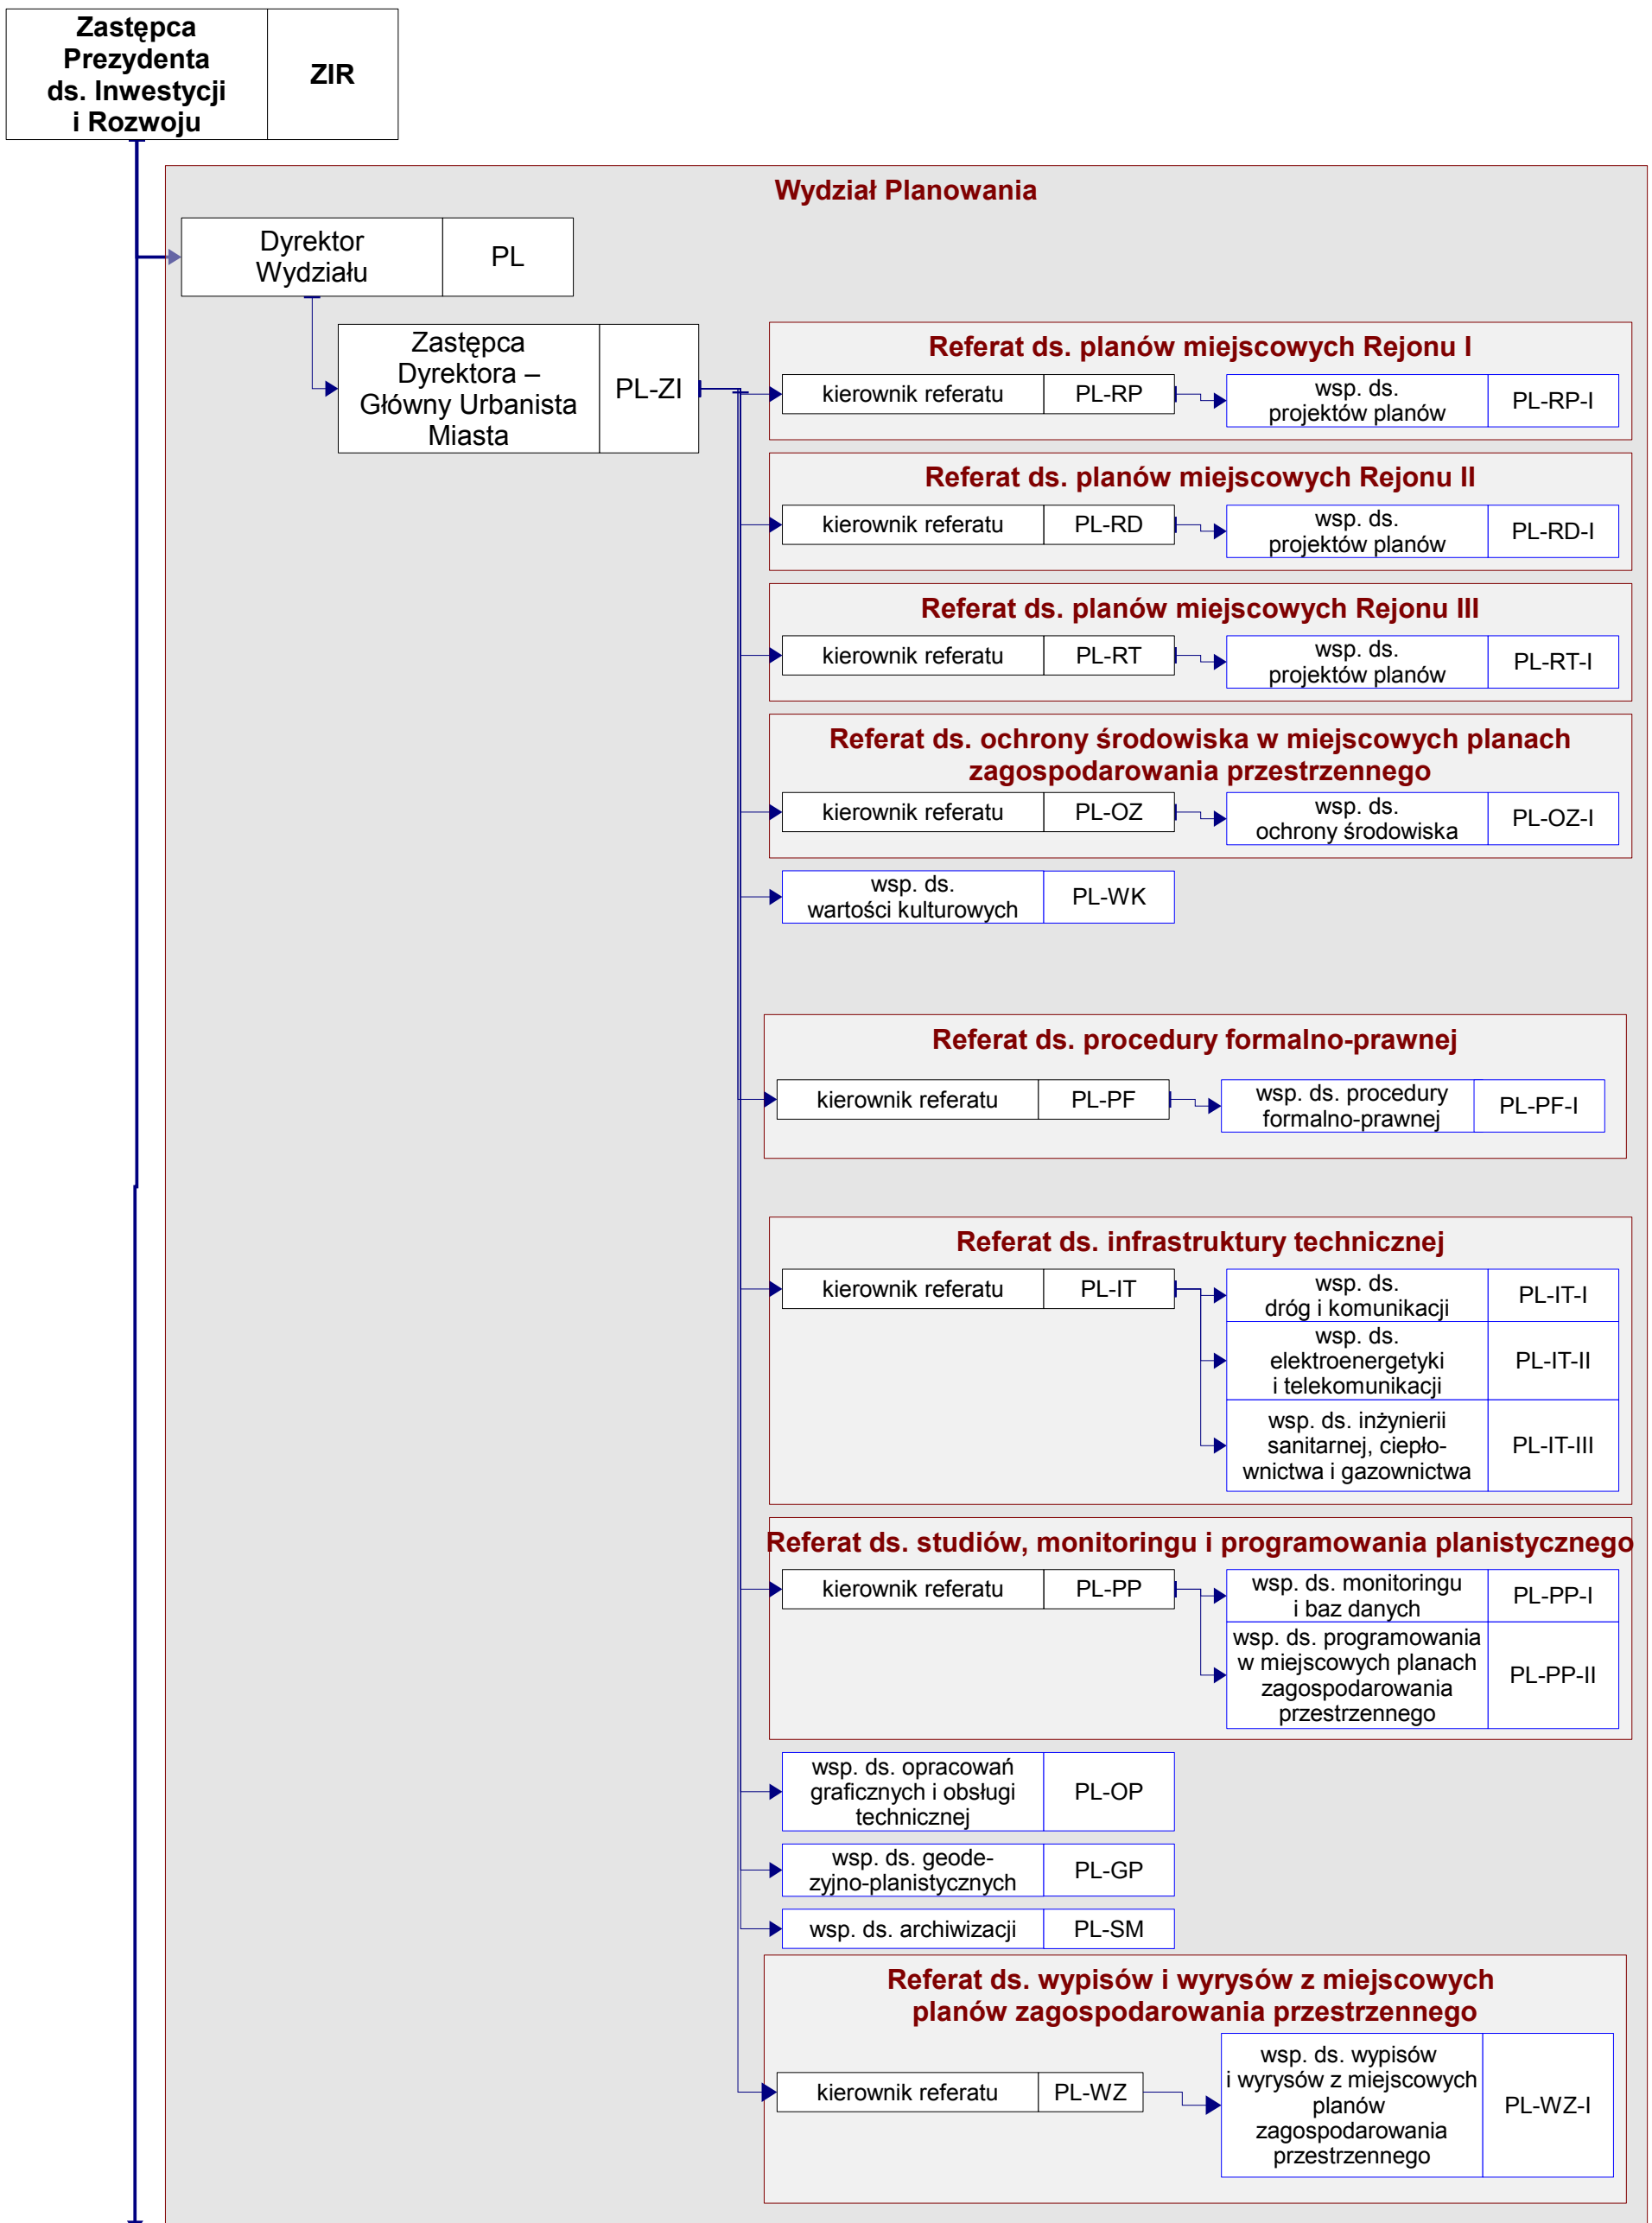 Zastępca
Prezydenta
ds. Inwestycji
i Rozwoju
ZIR
Wydział Planowania
Dyrektor
Wydziału
PL
Zastępca
Dyrektora –
Główny Urbanista
Miasta
PL-ZI
Referat ds. planów miejscowych Rejonu I
kierownik referatu
PL-RP
wsp. ds.
projektów planów
PL-RP-I
Referat ds. planów miejscowych Rejonu II
kierownik referatu
PL-RD
wsp. ds.
projektów planów
PL-RD-I
Referat ds. planów miejscowych Rejonu III
kierownik referatu
PL-RT
wsp. ds.
projektów planów
PL-RT-I
Referat ds. ochrony środowiska w miejscowych planach
zagospodarowania przestrzennego
kierownik referatu
PL-OZ
wsp. ds.
ochrony środowiska
PL-OZ-I
wsp. ds.
wartości kulturowych
PL-WK
Referat ds. procedury formalno-prawnej
kierownik referatu
PL-PF
wsp. ds. procedury
formalno-prawnej
PL-PF-I
Referat ds. infrastruktury technicznej
kierownik referatu
PL-IT
wsp. ds.
dróg i komunikacji
PL-IT-I
wsp. ds.
elektroenergetyki
i telekomunikacji
PL-IT-II
wsp. ds. inżynierii
sanitarnej, ciepło-
wnictwa i gazownictwa
PL-IT-III
Referat ds. studiów, monitoringu i programowania planistycznego
kierownik referatu
PL-PP
wsp. ds. monitoringu
i baz danych
PL-PP-I
wsp. ds. programowania
w miejscowych planach
zagospodarowania
przestrzennego
PL-PP-II
wsp. ds. opracowań
graficznych i obsługi
technicznej
PL-OP
wsp. ds. geode-
zyjno-planistycznych
PL-GP
wsp. ds. archiwizacji
PL-SM
Referat ds. wypisów i wyrysów z miejscowych
planów zagospodarowania przestrzennego
kierownik referatu
PL-WZ
wsp. ds. wypisów
i wyrysów z miejscowych
planów
zagospodarowania
przestrzennego
PL-WZ-I